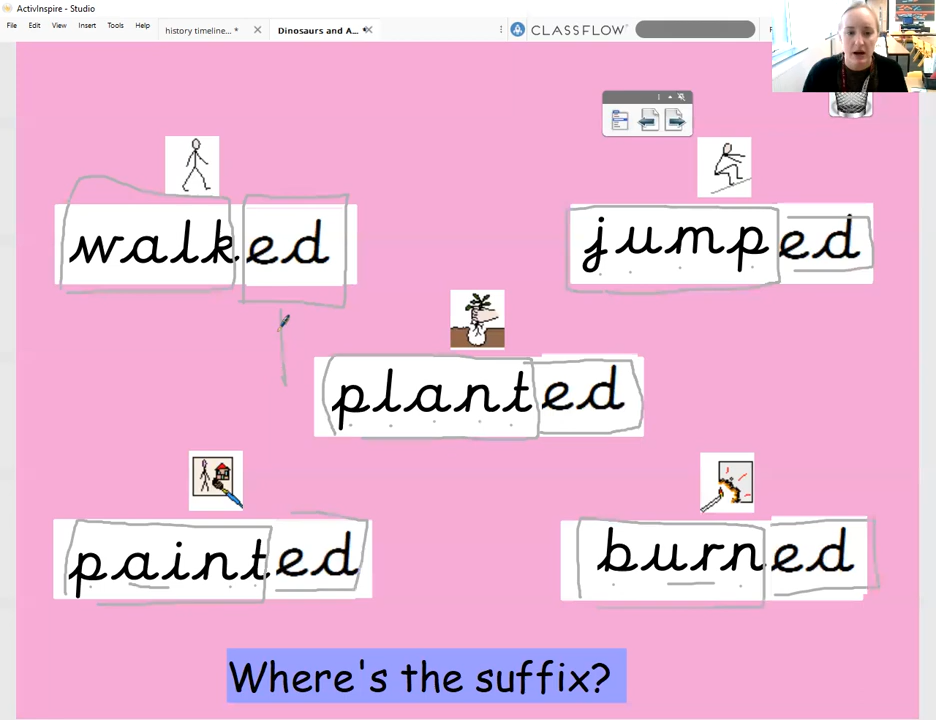 ActivInspire - Studio
File Edit View Insert Tools Help
history timeline... * Dinosaurs and A... CLASSFLOW
walked
jumped
planted
painted
burned
Where's the suffix?